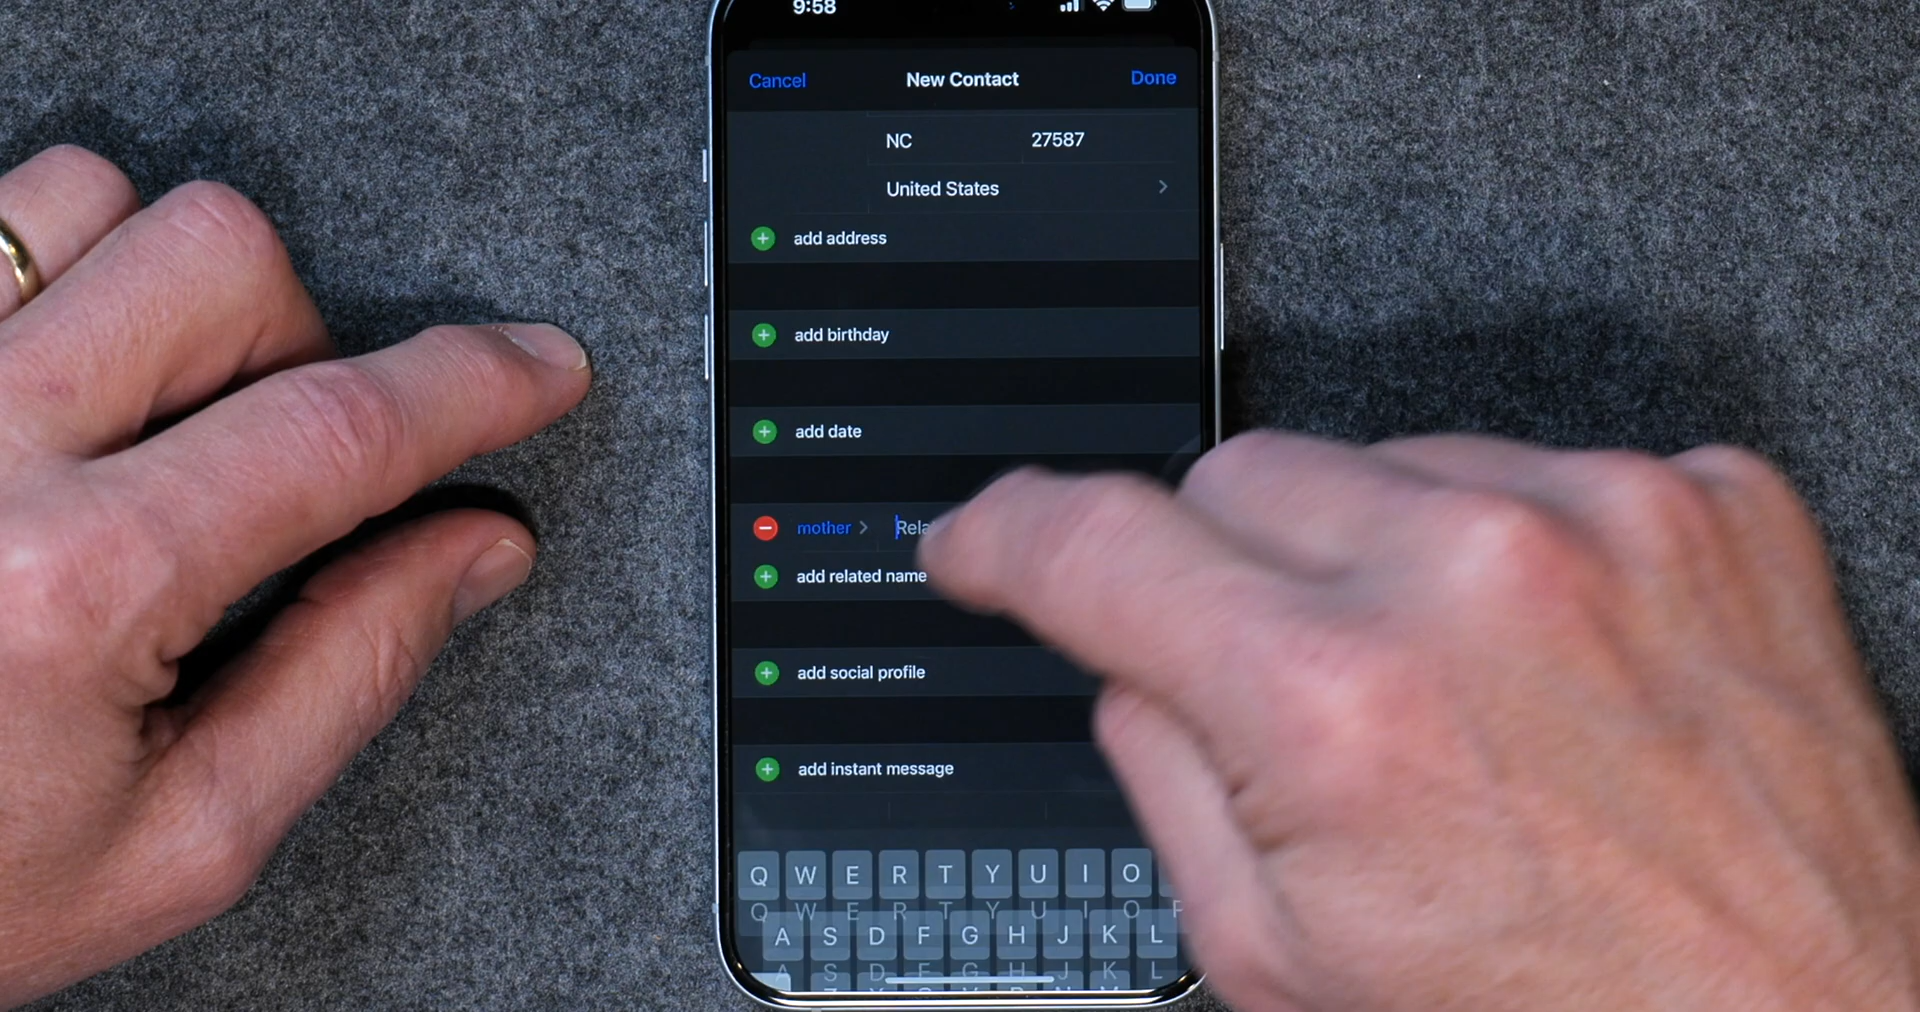 9:58
Cancel New Contact Done
NC 27587
United States
add address
add birthday
add date
mother
add related name
add social profile
add instant message
Q W E R T Y U I O
Q W E R T Y U I O P
A S D F G H J K L
A S D F G H J K L